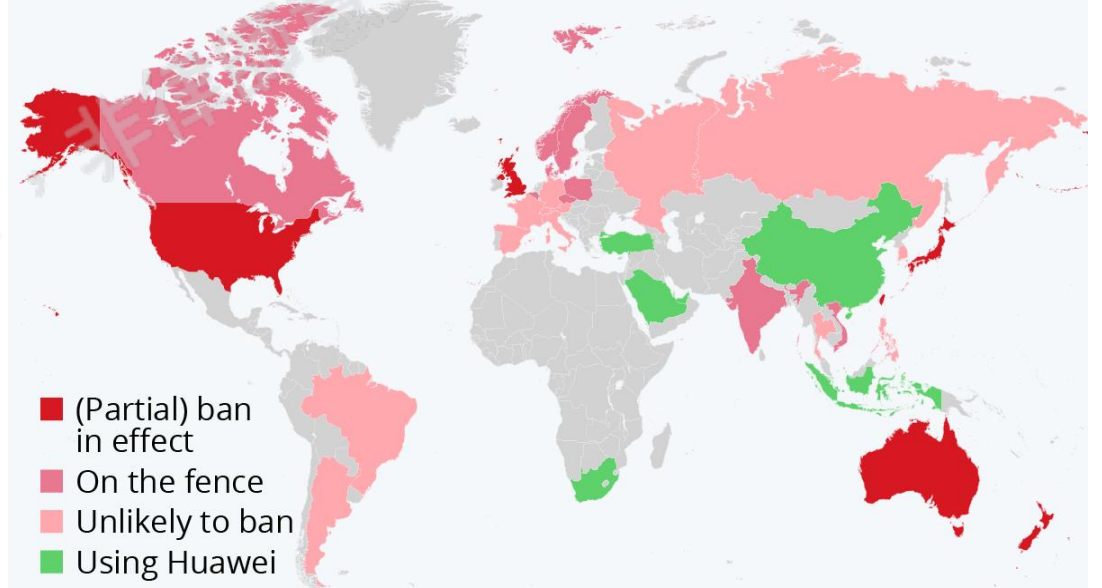 (Partial) ban
in effect
On the fence
Unlikely to ban
Using Huawei